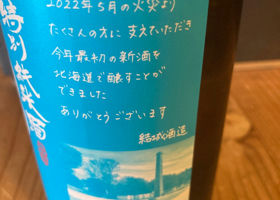 特別純米酒
2022年5月の火災より
たくさんの方に支えていただき
今年最初の新酒を
北海道で醸すことが
できました
ありがとうございます
結城酒造